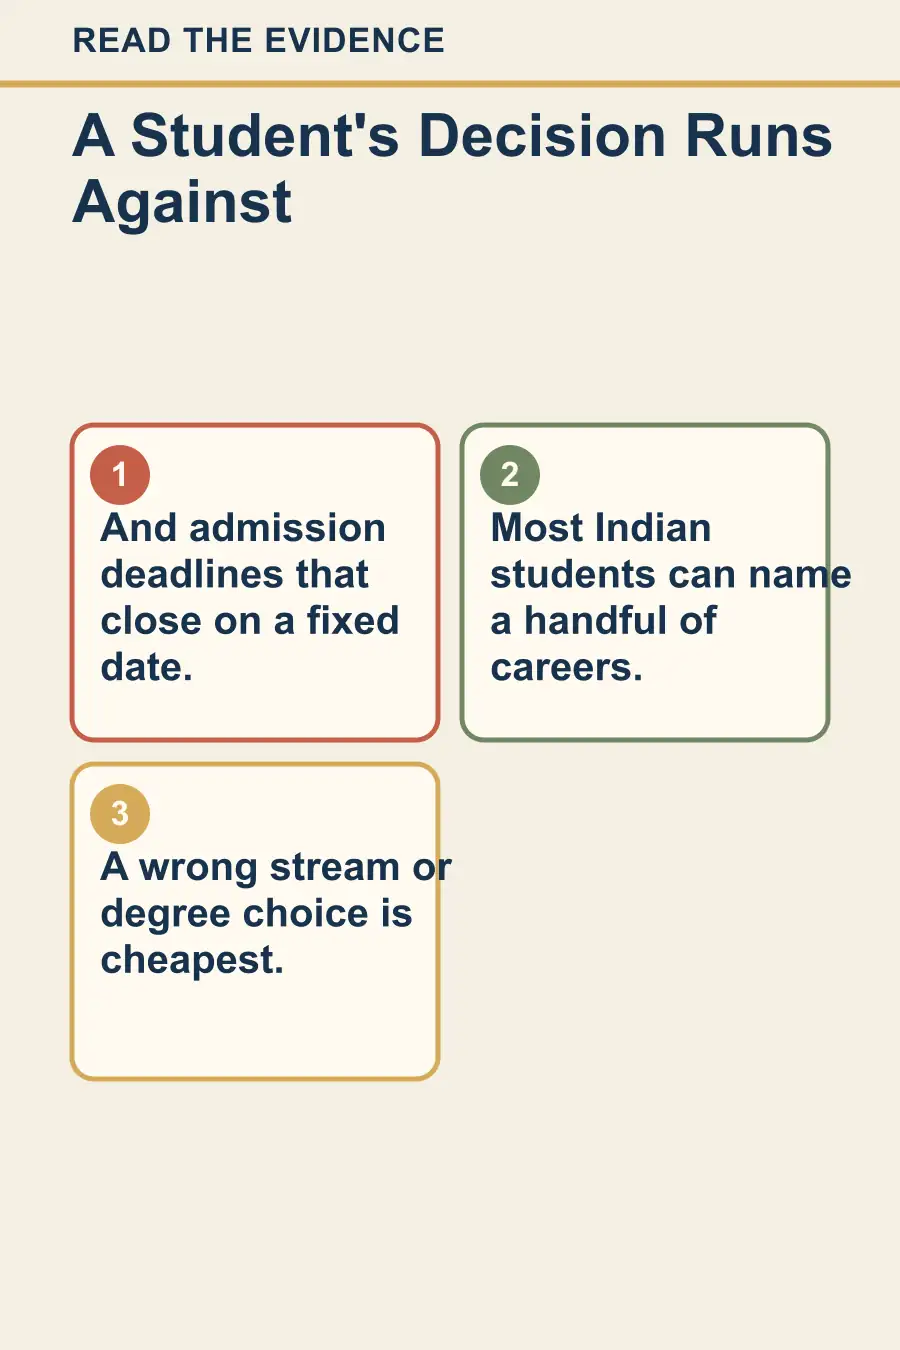 READ THE EVIDENCE
A Student's Decision Runs
Against
1
And admission
deadlines that
close on a fixed
date.
2
Most Indian
students can name
a handful of
careers.
3
A wrong stream or
degree choice is
cheapest.